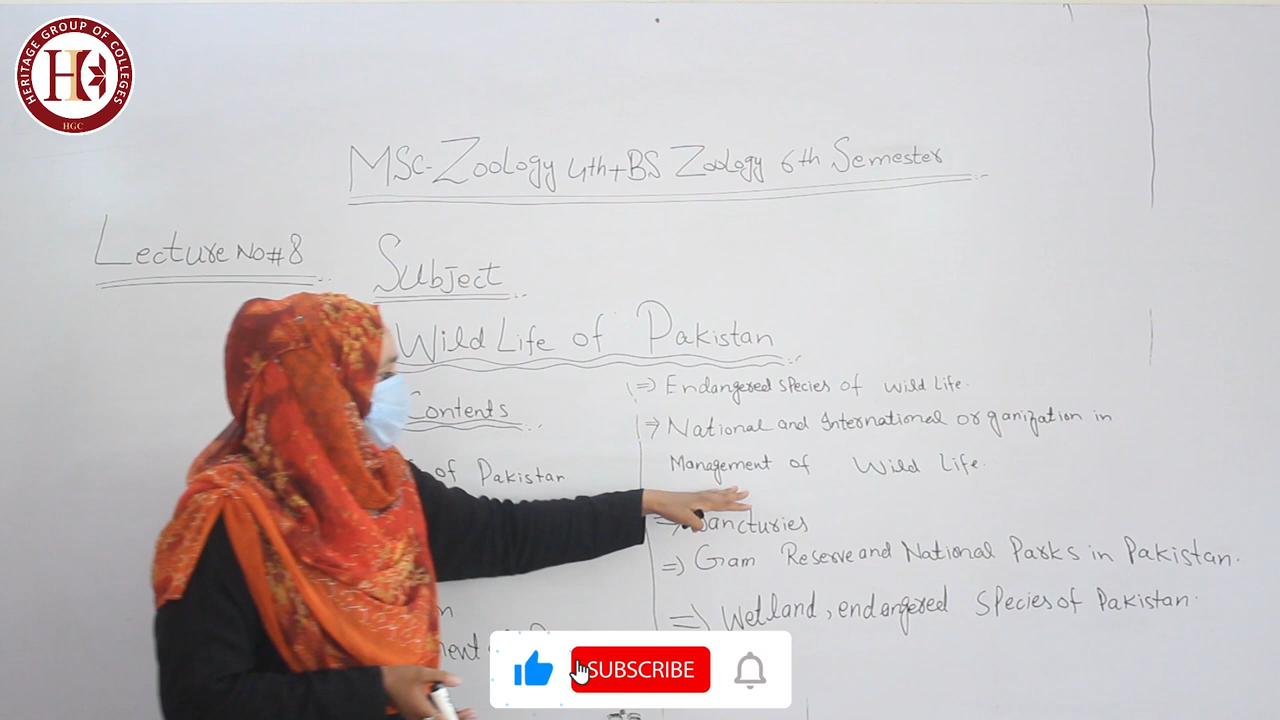 HERITAGE GROUP OF COLLEGES
HGC
MSc-Zoology 4th+BS Zoology 6th Semester
Lecture No#8
Subject
Wild Life of Pakistan
Contents
of Pakistan
=> Endangered species of wild Life.
=> National and International organization in
Management of Wild Life.
=> Sancturies
=> Gam Reserve and National Parks in Pakistan.
=> Wetland, endangered Species of Pakistan.
SUBSCRIBE